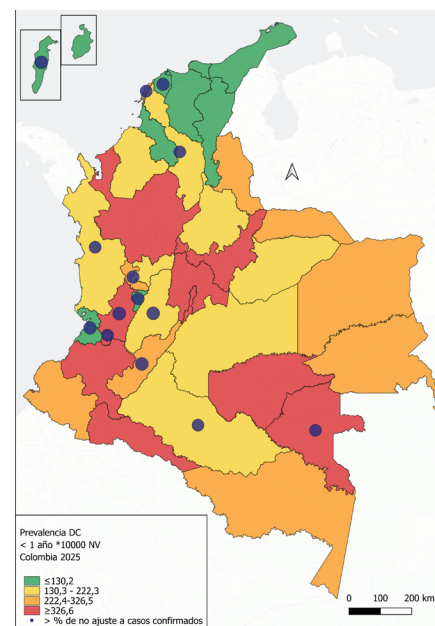 Prevalencia DC
< 1 año *10000 NV
Colombia 2025
≤130,2
130,3 - 222,3
222,4-326,5
≥326,6
> % de no ajuste a casos confirmados
0 100 200 km